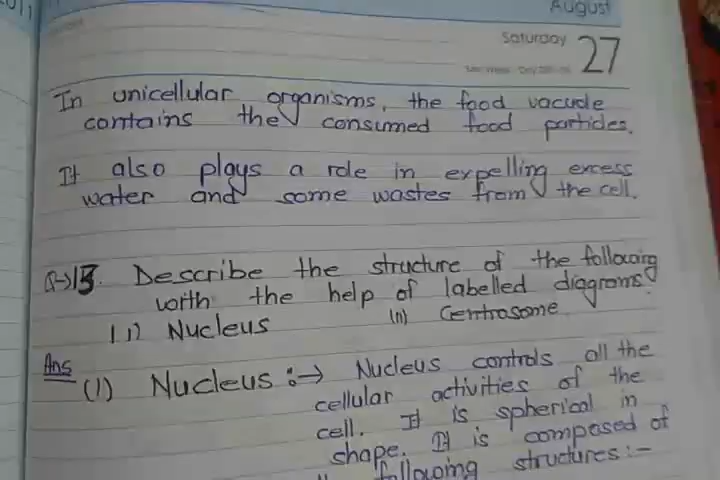 2011
August
Saturday
27
In unicellular organisms, the food vacuole
contains the consumed food particles.
It also plays a role in expelling excess
water and some wastes from the cell.
Q→13. Describe the structure of the following
with the help of labelled diagrams.
(i) Nucleus (ii) Centrosome
Ans
(1) Nucleus :→ Nucleus controls all the
cellular activities of the
cell. It is spherical in
shape. It is composed of
following structures:-